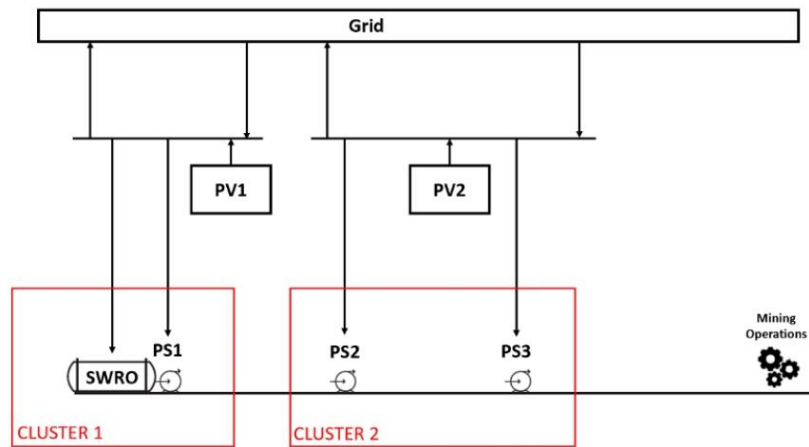 Grid
PV1
PV2
PS1
PS2
PS3
Mining
Operations
SWRO
CLUSTER 1
CLUSTER 2